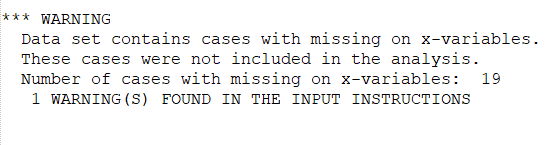 *** WARNING
Data set contains cases with missing on x-variables.
These cases were not included in the analysis.
Number of cases with missing on x-variables:  19
1 WARNING(S) FOUND IN THE INPUT INSTRUCTIONS